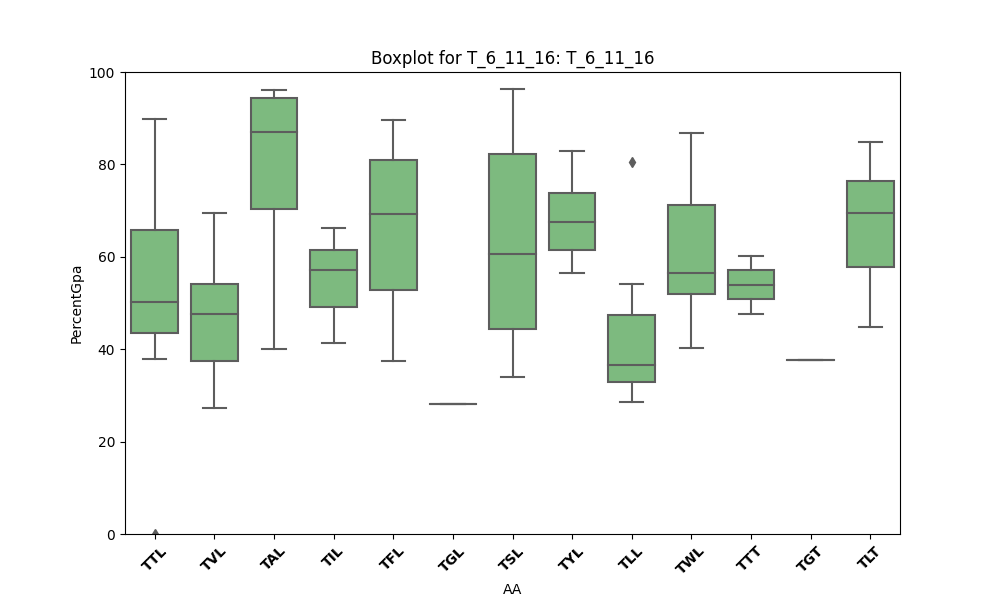 Boxplot for T_6_11_16: T_6_11_16
PercentGpa
100
80
60
40
20
0
TTL TVL TAL TIL TFL TGL TSL TYL TLL TWL TTT TGT TLT
AA